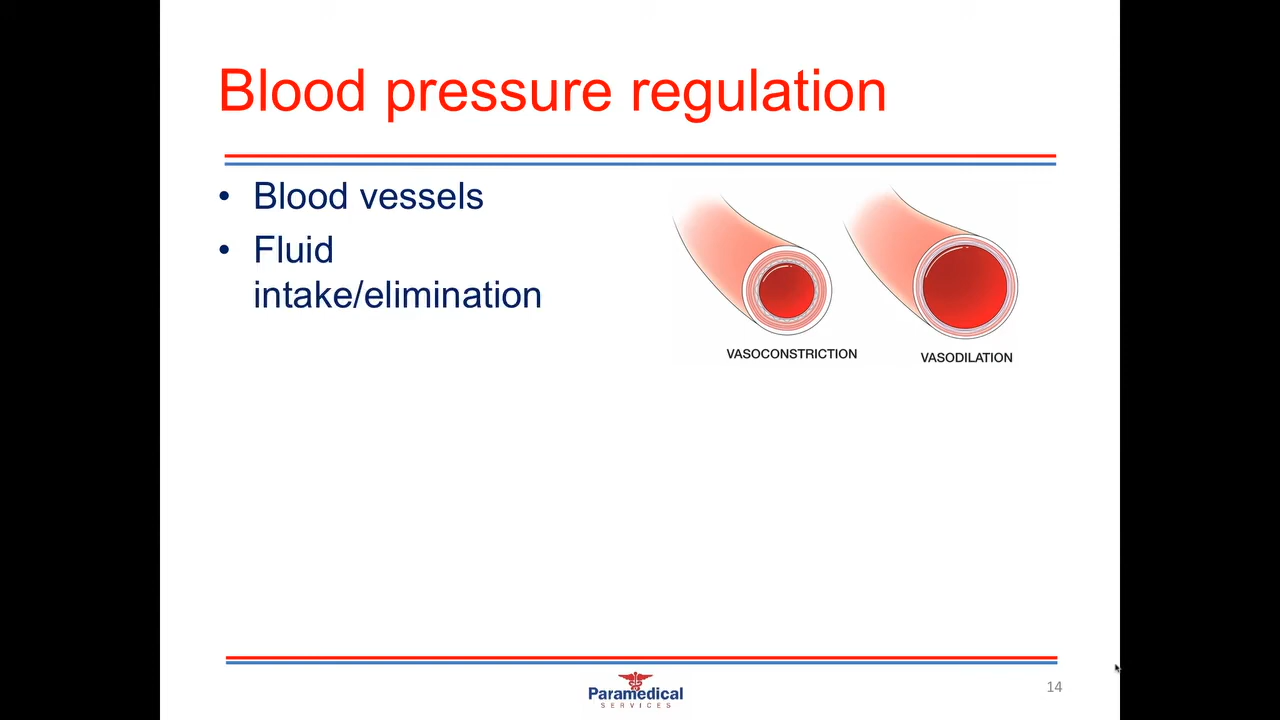 Blood pressure regulation
• Blood vessels
• Fluid
intake/elimination
VASOCONSTRICTION
VASODILATION
Paramedical
SERVICES
14